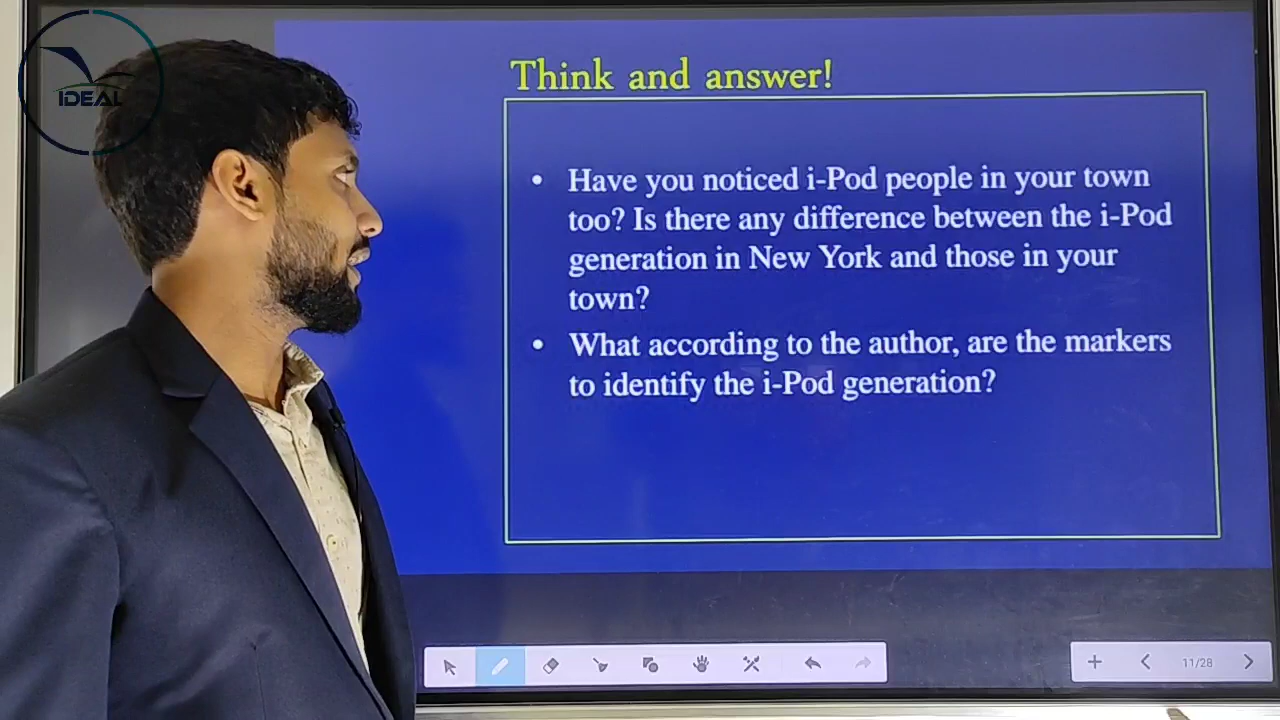 IDEAL
Think and answer!
• Have you noticed i-Pod people in your town
too? Is there any difference between the i-Pod
generation in New York and those in your
town?
• What according to the author, are the markers
to identify the i-Pod generation?
11/28